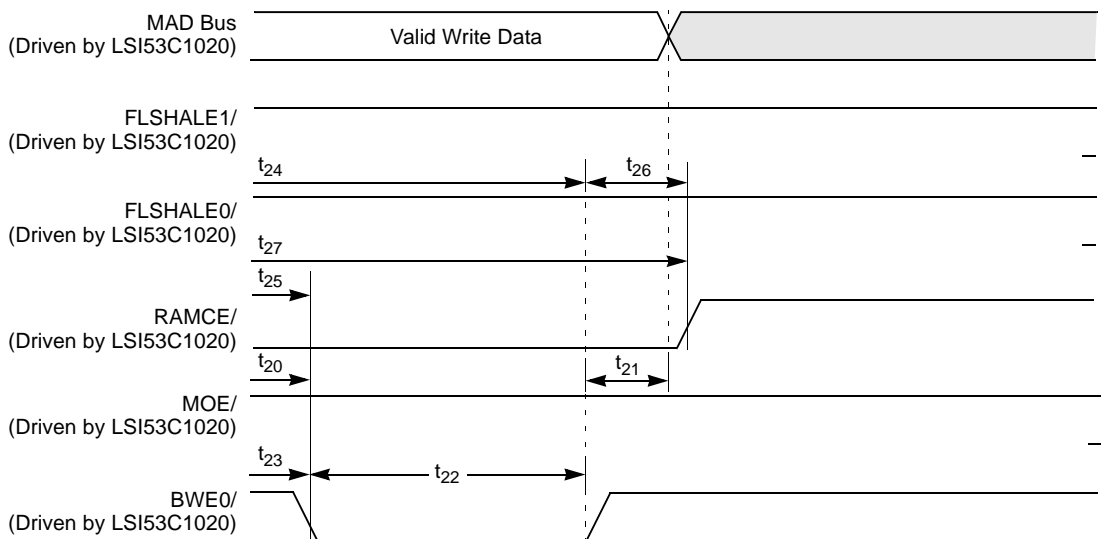 MAD Bus
(Driven by LSI53C1020)
Valid Write Data
FLSHALE1/
(Driven by LSI53C1020)
t24
t26
FLSHALE0/
(Driven by LSI53C1020)
t27
t25
RAMCE/
(Driven by LSI53C1020)
t20
t21
MOE/
(Driven by LSI53C1020)
t23
t22
BWE0/
(Driven by LSI53C1020)